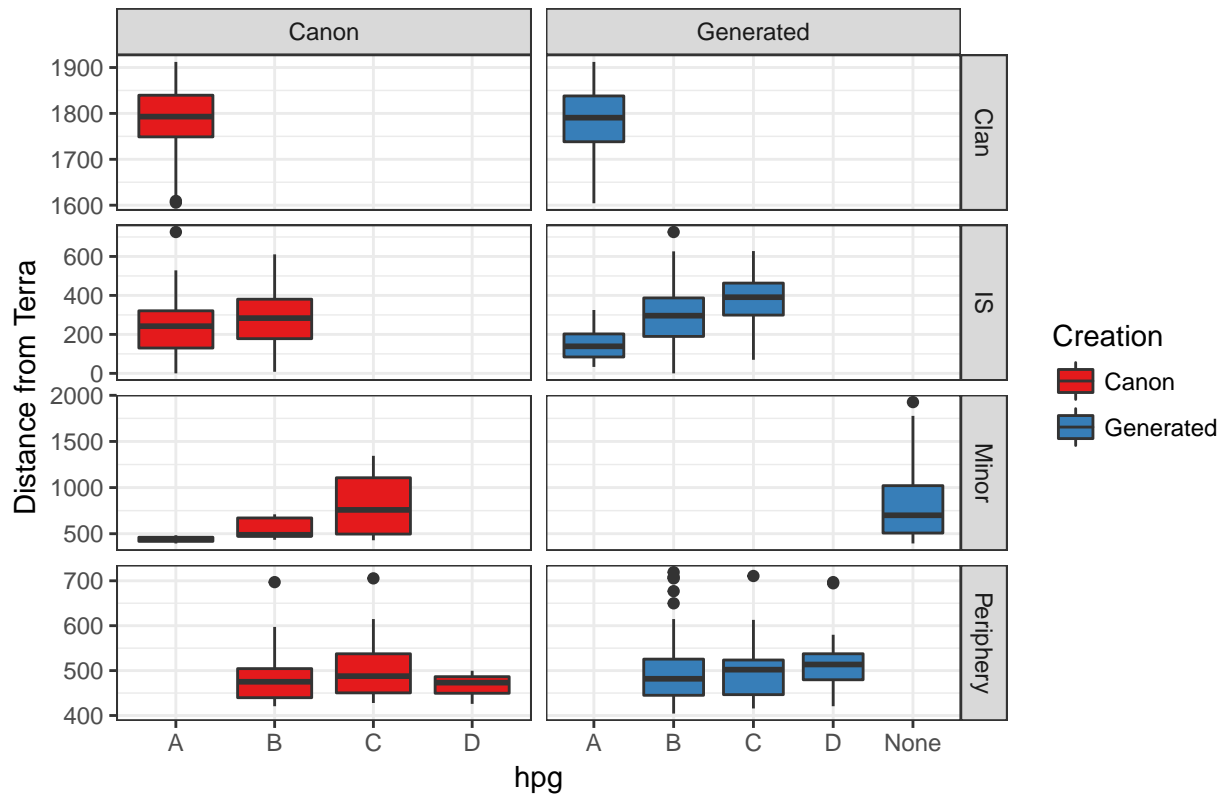 Canon Generated
1900
1800
1700
1600
Clan
600
400
200
0
IS
2000
1500
1000
500
Minor
700
600
500
400
Periphery
A B C D A B C D None
hpg
Distance from Terra
Creation
Canon
Generated